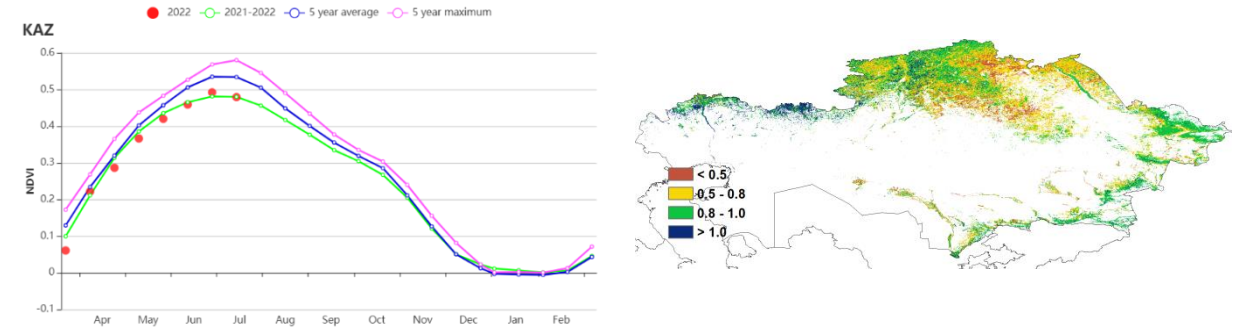 2022 2021-2022 5 year average 5 year maximum
KAZ
0.6
0.5
0.4
0.3
0.2
0.1
0
-0.1
NDVI
Apr May Jun Jul Aug Sep Oct Nov Dec Jan Feb
< 0.5
0.5 - 0.8
0.8 - 1.0
> 1.0